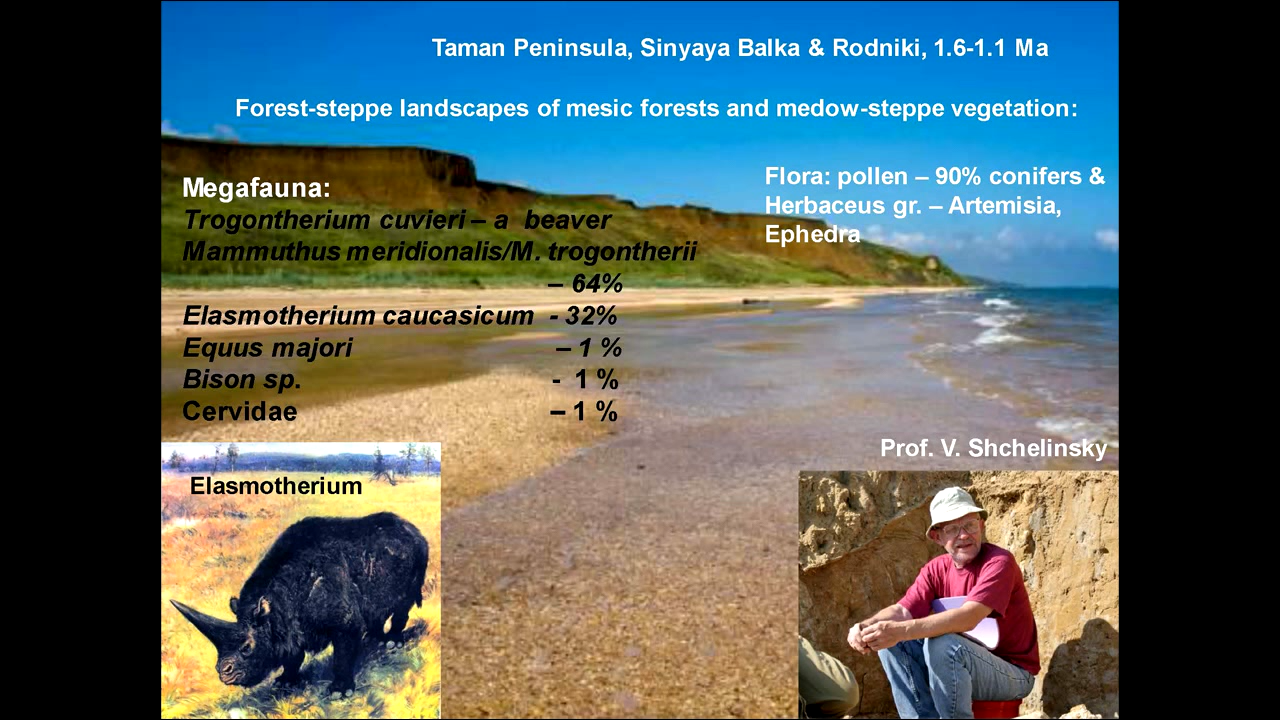 Taman Peninsula, Sinyaya Balka & Rodniki, 1.6-1.1 Ma
Forest-steppe landscapes of mesic forests and medow-steppe vegetation:
Megafauna:
Trogontherium cuvieri – a beaver
Mammuthus meridionalis/M. trogontherii
– 64%
Elasmotherium caucasicum - 32%
Equus majori – 1 %
Bison sp. - 1 %
Cervidae – 1 %
Flora: pollen – 90% conifers &
Herbaceus gr. – Artemisia,
Ephedra
Elasmotherium
Prof. V. Shchelinsky